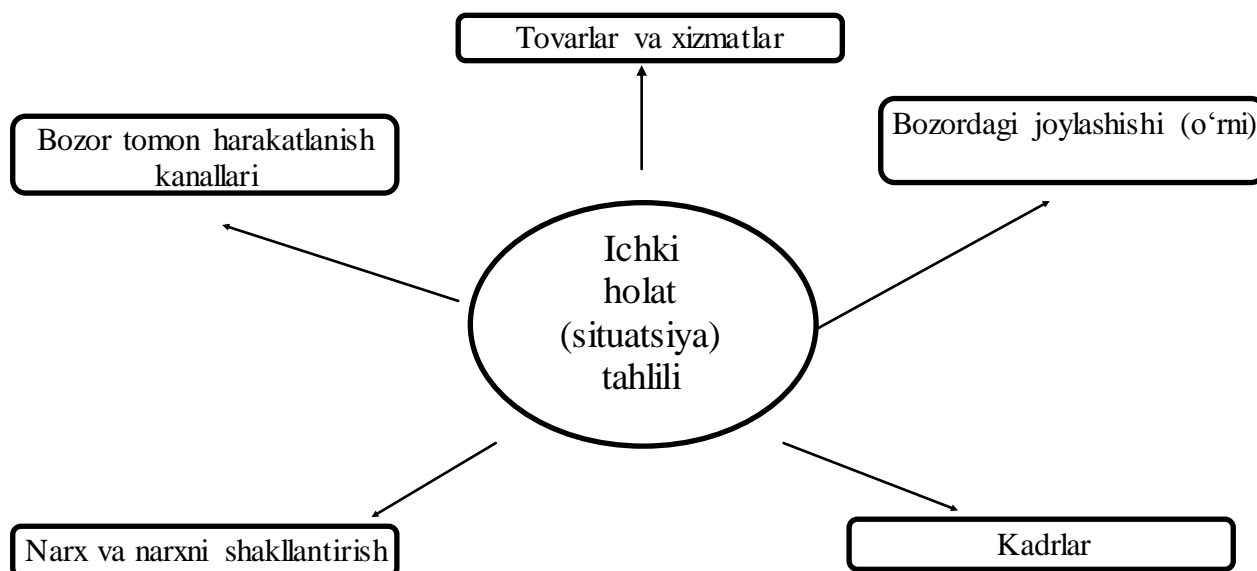 Tovarlar va xizmatlar
Bozor tomon harakatlanish
kanallari
Bozordagi joylashishi (o‘rni)
Ichki
holat
(situatsiya)
tahlili
Narx va narxni shakllantirish
Kadrlar